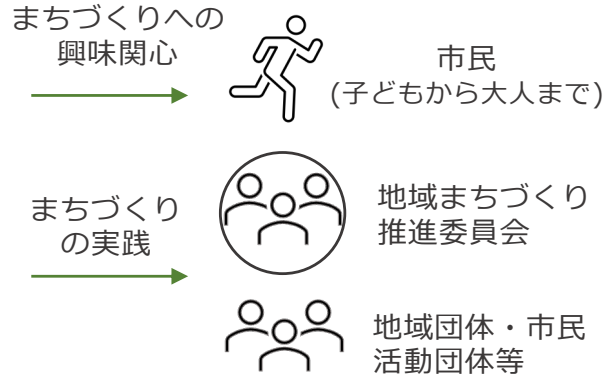 まちづくりへの
興味関心
市民
(子どもから大人まで)
まちづくり
の実践
地域まちづくり
推進委員会
地域団体・市民
活動団体等